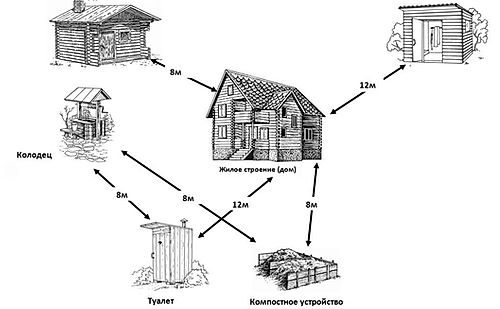 8м
12м
Колодец
Жилое строение (дом)
8м
8м
12м
8м
Туалет
Компостное устройство